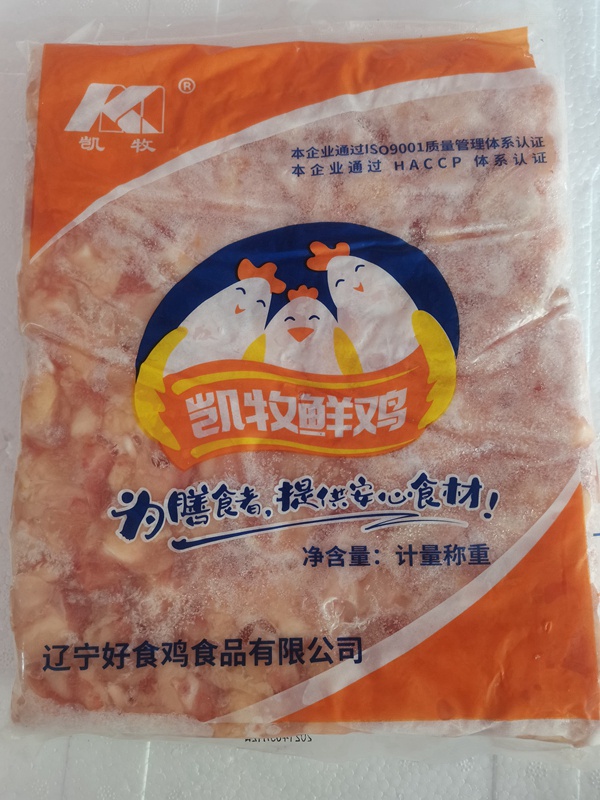 ®
凯牧
本企业通过ISO9001质量管理体系认证
本企业通过 HACCP 体系认证
凯牧鲜鸡
为膳食者,提供安心食材!
净含量：计量称重
辽宁好食鸡食品有限公司